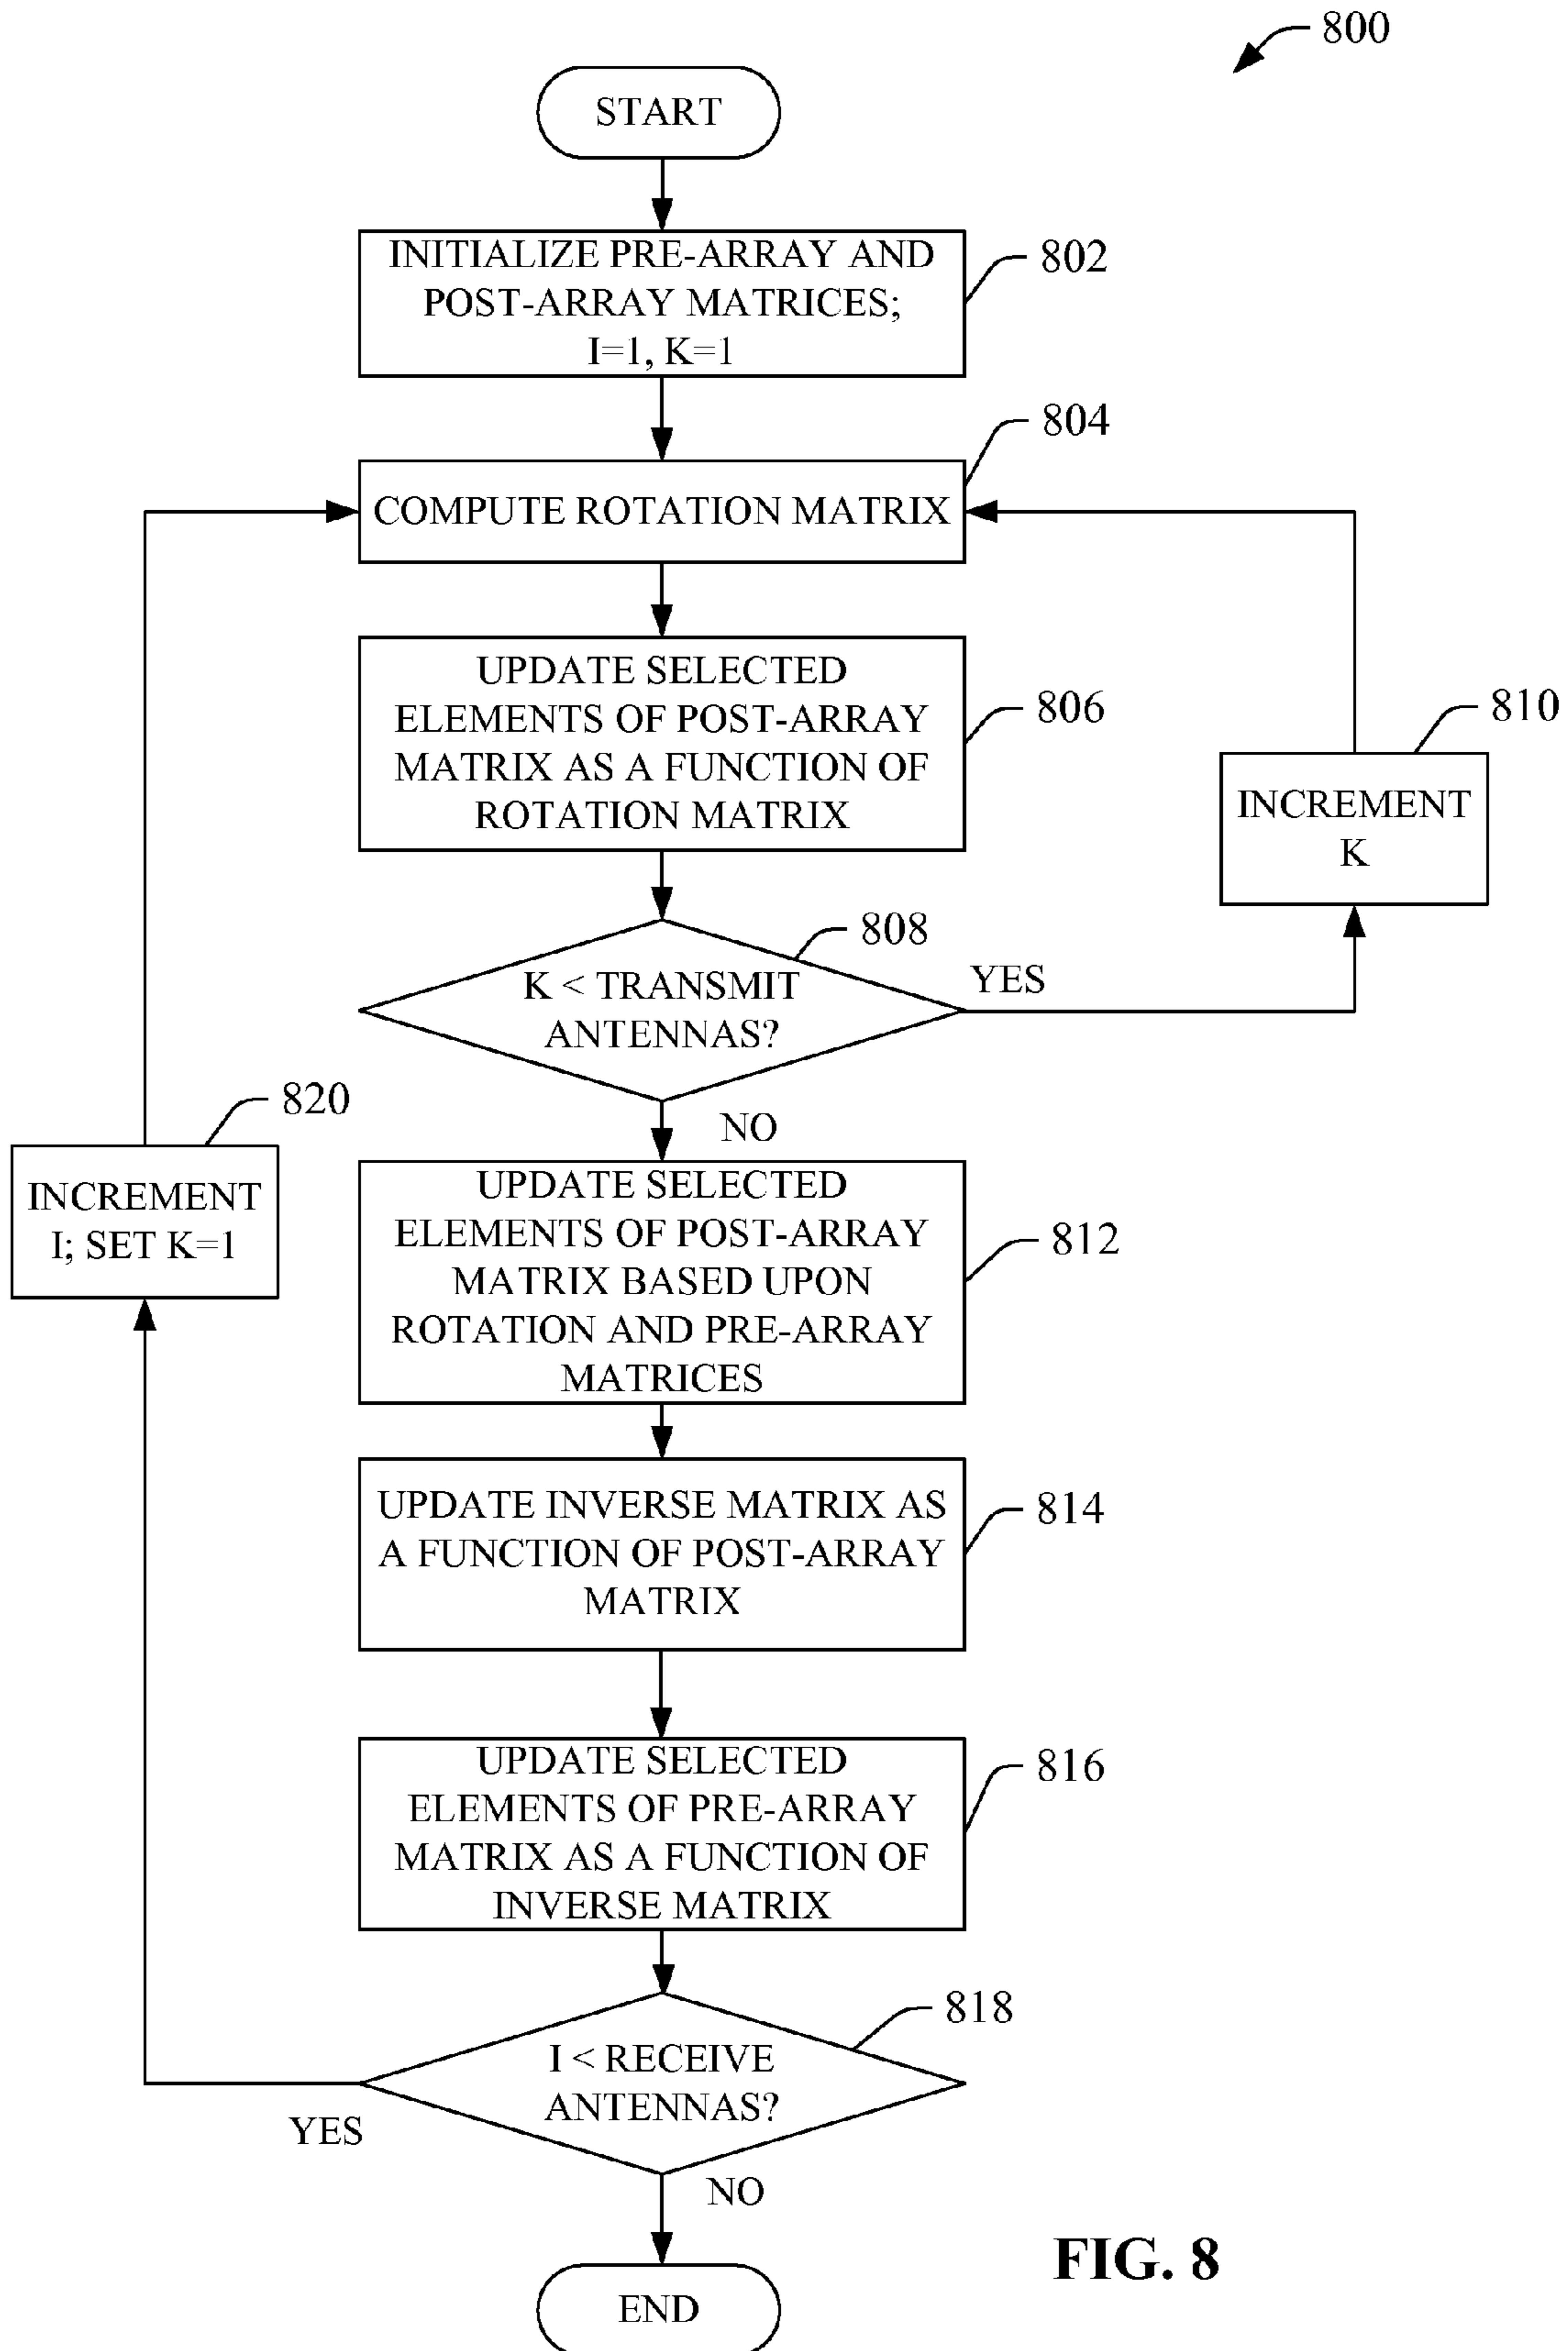 800
START
INITIALIZE PRE-ARRAY AND
POST-ARRAY MATRICES;
I=1, K=1
802
804
COMPUTE ROTATION MATRIX
UPDATE SELECTED
ELEMENTS OF POST-ARRAY
MATRIX AS A FUNCTION OF
ROTATION MATRIX
806
810
INCREMENT
K
808
K < TRANSMIT
ANTENNAS?
YES
NO
820
INCREMENT
I; SET K=1
UPDATE SELECTED
ELEMENTS OF POST-ARRAY
MATRIX BASED UPON
ROTATION AND PRE-ARRAY
MATRICES
812
UPDATE INVERSE MATRIX AS
A FUNCTION OF POST-ARRAY
MATRIX
814
UPDATE SELECTED
ELEMENTS OF PRE-ARRAY
MATRIX AS A FUNCTION OF
INVERSE MATRIX
816
818
I < RECEIVE
ANTENNAS?
YES
NO
END
FIG. 8